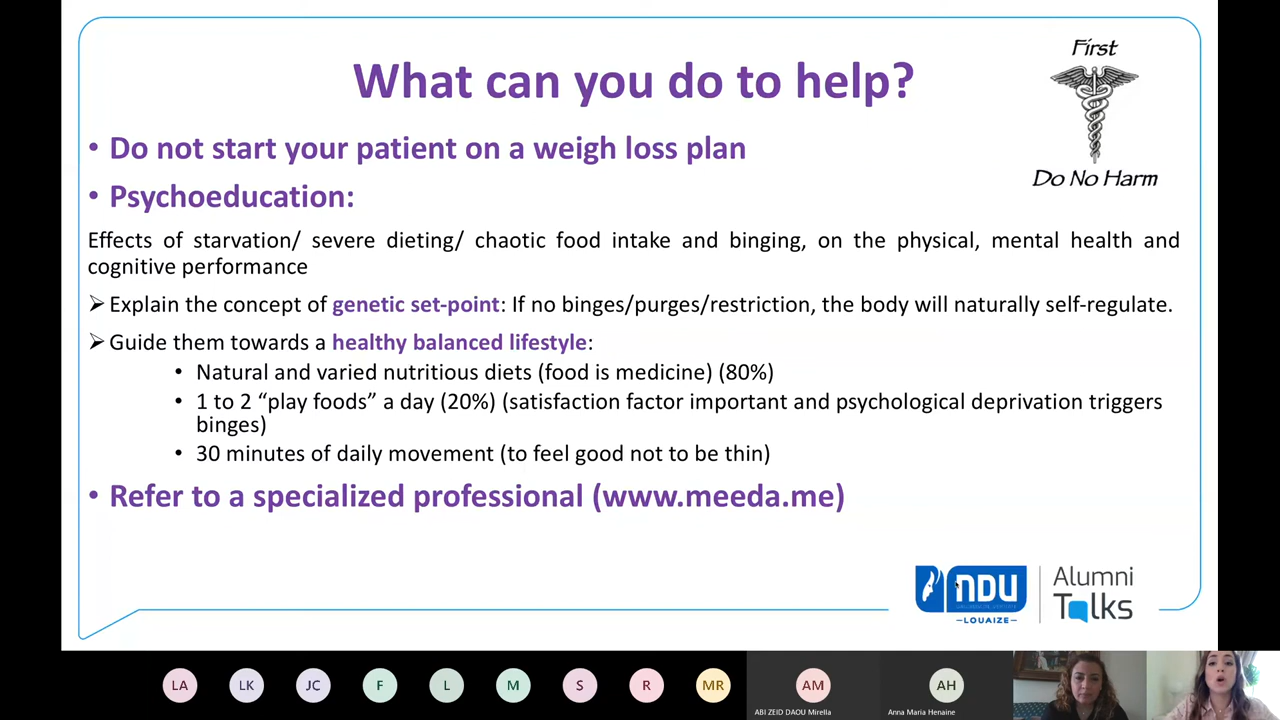 First
What can you do to help?
Do No Harm
• Do not start your patient on a weigh loss plan
• Psychoeducation:
Effects of starvation/ severe dieting/ chaotic food intake and binging, on the physical, mental health and
cognitive performance
➢ Explain the concept of genetic set-point: If no binges/purges/restriction, the body will naturally self-regulate.
➢ Guide them towards a healthy balanced lifestyle:
• Natural and varied nutritious diets (food is medicine) (80%)
• 1 to 2 “play foods” a day (20%) (satisfaction factor important and psychological deprivation triggers
binges)
• 30 minutes of daily movement (to feel good not to be thin)
• Refer to a specialized professional (www.meeda.me)
NDU
-LOUAIZE-
Alumni
Talks
LA LK JC F L M S R MR AM AH
ABI ZEID DAOU Mirella
Anna Maria Henaine